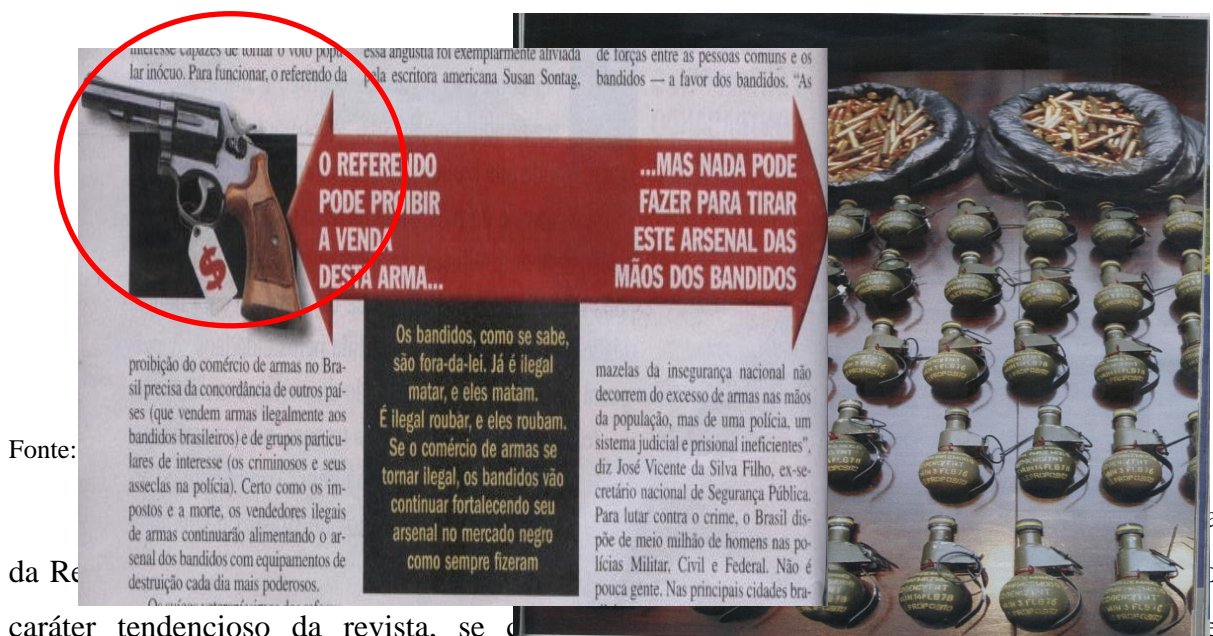 interesse capazes de tornar o voto popu-
lar inócuo. Para funcionar, o referendo da
essa angústia foi exemplarmente aliviada
pela escritora americana Susan Sontag,
de forças entre as pessoas comuns e os
bandidos — a favor dos bandidos. “As
O REFERENDO
PODE PROIBIR
A VENDA
DESTA ARMA...
...MAS NADA PODE
FAZER PARA TIRAR
ESTE ARSENAL DAS
MÃOS DOS BANDIDOS
$
proibição do comércio de armas no Bra-
sil precisa da concordância de outros paí-
ses (que vendem armas ilegalmente aos
bandidos brasileiros) e de grupos particu-
lares de interesse (os criminosos e seus
asseclas na polícia). Certo como os im-
postos e a morte, os vendedores ilegais
de armas continuarão alimentando o ar-
senal dos bandidos com equipamentos de
destruição cada dia mais poderosos.
Os bandidos, como se sabe,
são fora-da-lei. Já é ilegal
matar, e eles matam.
É ilegal roubar, e eles roubam.
Se o comércio de armas se
tornar ilegal, os bandidos vão
continuar fortalecendo seu
arsenal no mercado negro
como sempre fizeram
mazelas da insegurança nacional não
decorrem do excesso de armas nas mãos
da população, mas de uma polícia, um
sistema judicial e prisional ineficientes”,
diz José Vicente da Silva Filho, ex-se-
cretário nacional de Segurança Pública.
Para lutar contra o crime, o Brasil dis-
põe de meio milhão de homens nas po-
lícias Militar, Civil e Federal. Não é
pouca gente. Nas principais cidades bra-
Fonte:
da Re
caráter tendencioso da revista, se